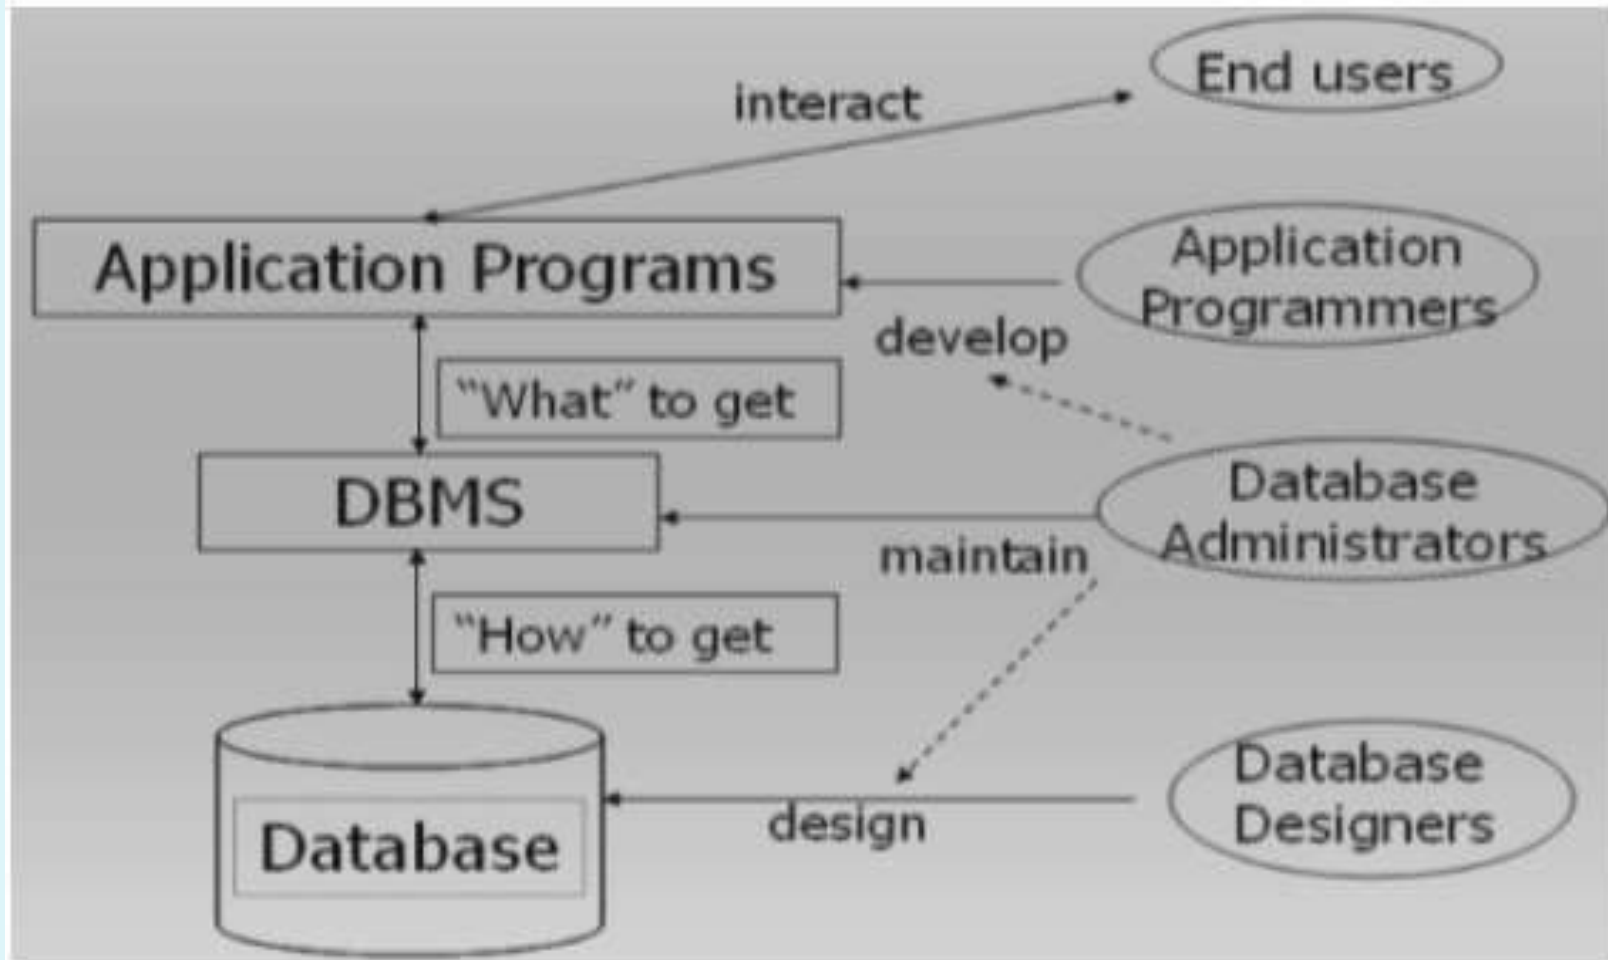 End users
interact
Application Programs
Application
Programmers
develop
“What” to get
DBMS
Database
Administrators
maintain
“How” to get
Database
Designers
design
Database